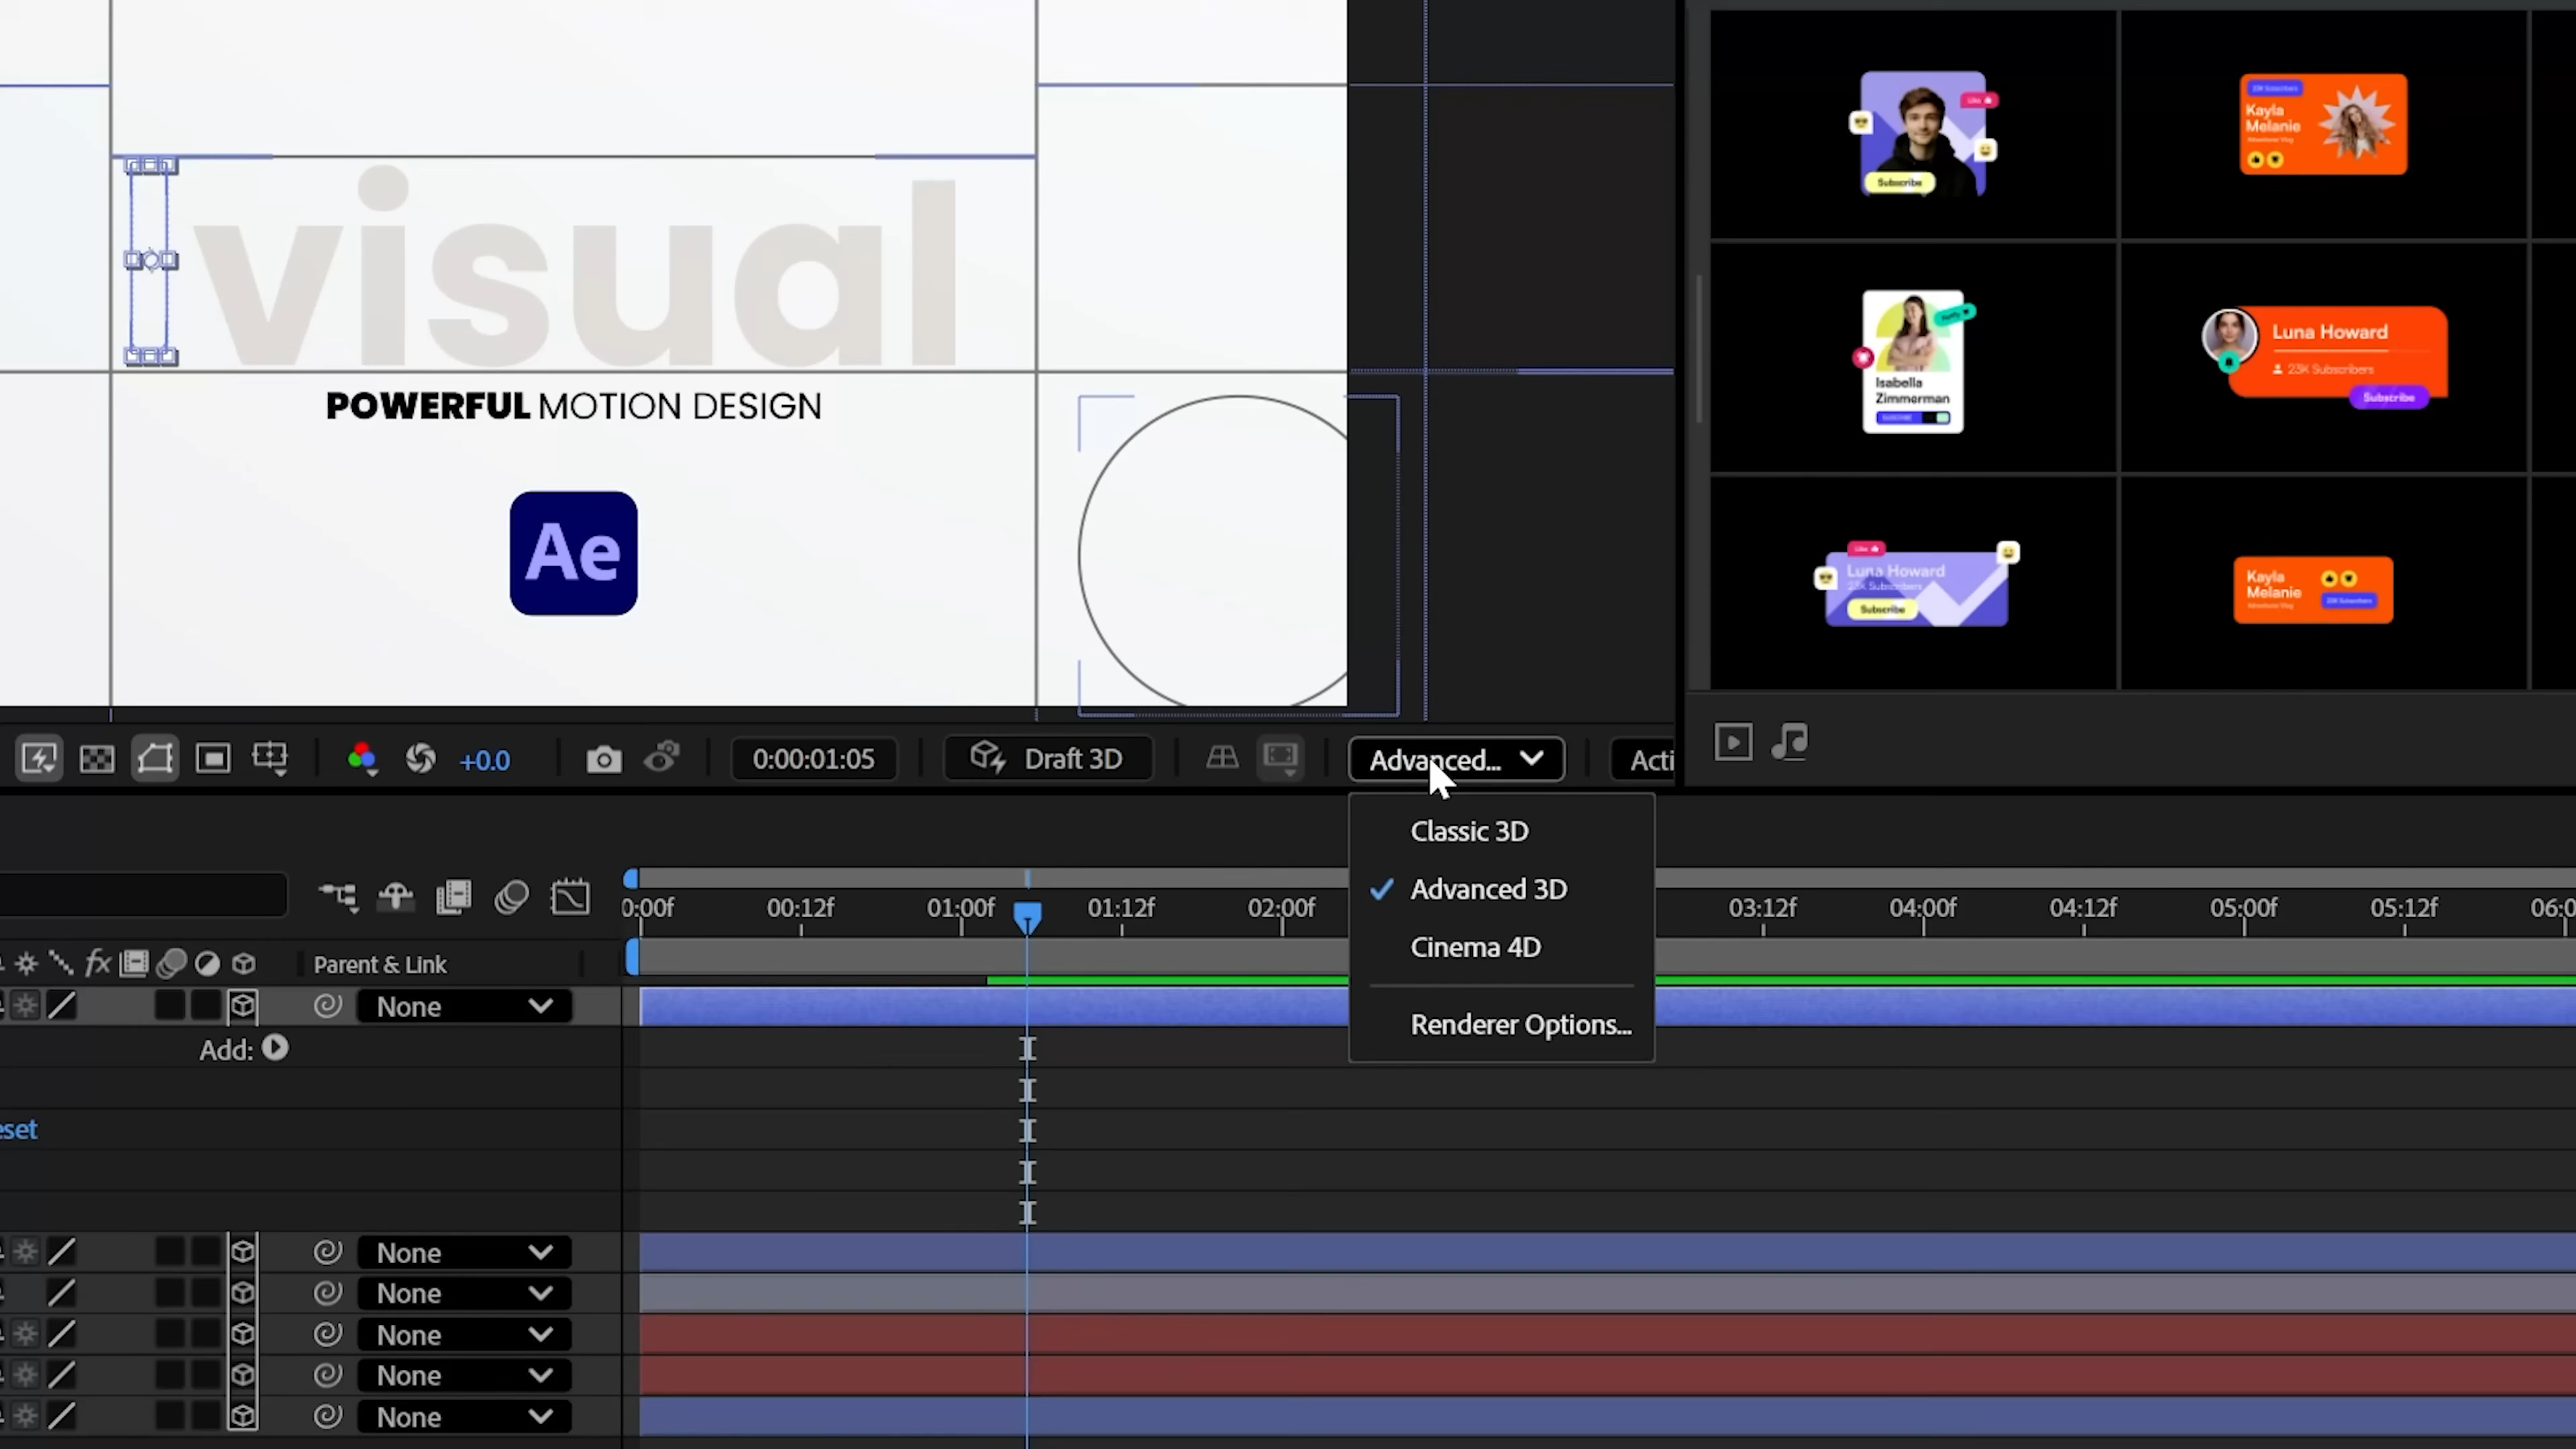 visual
POWERFUL MOTION DESIGN
Ae
Like
Subscribe
Kayla
Melanie
Isabella
Zimmerman
Luna Howard
23K Subscribers
Subscribe
Like
Luna Howard
Subscribe
Kayla
Melanie
+0.0
0:00:01:05
Draft 3D
Advanced...
Acti
Classic 3D
Advanced 3D
Cinema 4D
Renderer Options...
0:00f 00:12f 01:00f 01:12f 02:00f 03:12f 04:00f 04:12f 05:00f 05:12f 06:0
fx
Parent & Link
None
Add:
eset
None
None
None
None
None